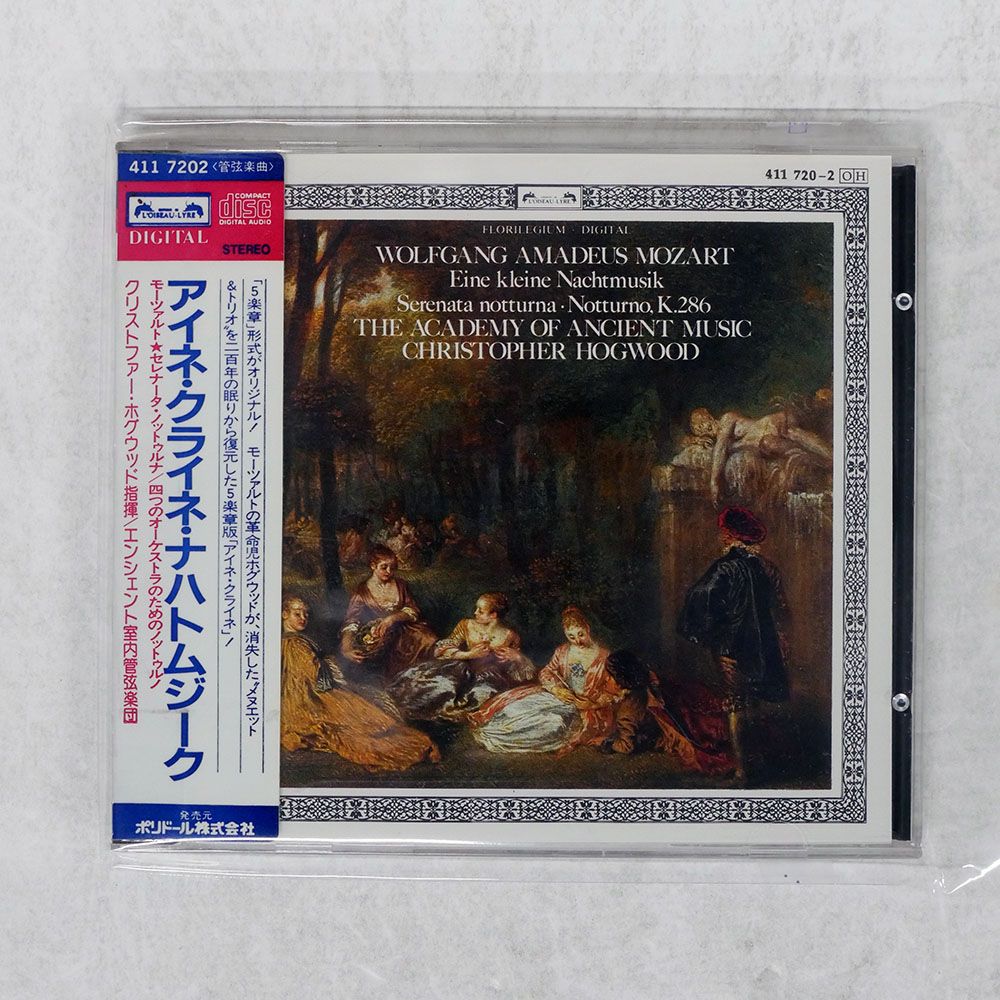 411 7202〈管弦楽曲〉
L'OISEAU-LYRE
DIGITAL
COMPACT
disc
DIGITAL AUDIO
STEREO
「5楽章」形式がオリジナル! モーツァルトの革命児ホグウッドが、消失した“メヌエット
&トリオ”を二百年の眠りから復元した5楽章版「アイネ・クライネ」!
アイネ・クライネ・ナハトムジーク
モーツァルト★セレナータ・ノットゥルナ/四つのオーケストラのためのノットゥルノ
クリストファー・ホグウッド指揮/エンシェント室内管弦楽団
発売元
ポリドール株式会社
411 720-2 OH
L'OISEAU-LYRE
FLORILEGIUM · DIGITAL
WOLFGANG AMADEUS MOZART
Eine kleine Nachtmusik
Serenata notturna · Notturno, K.286
THE ACADEMY OF ANCIENT MUSIC
CHRISTOPHER HOGWOOD